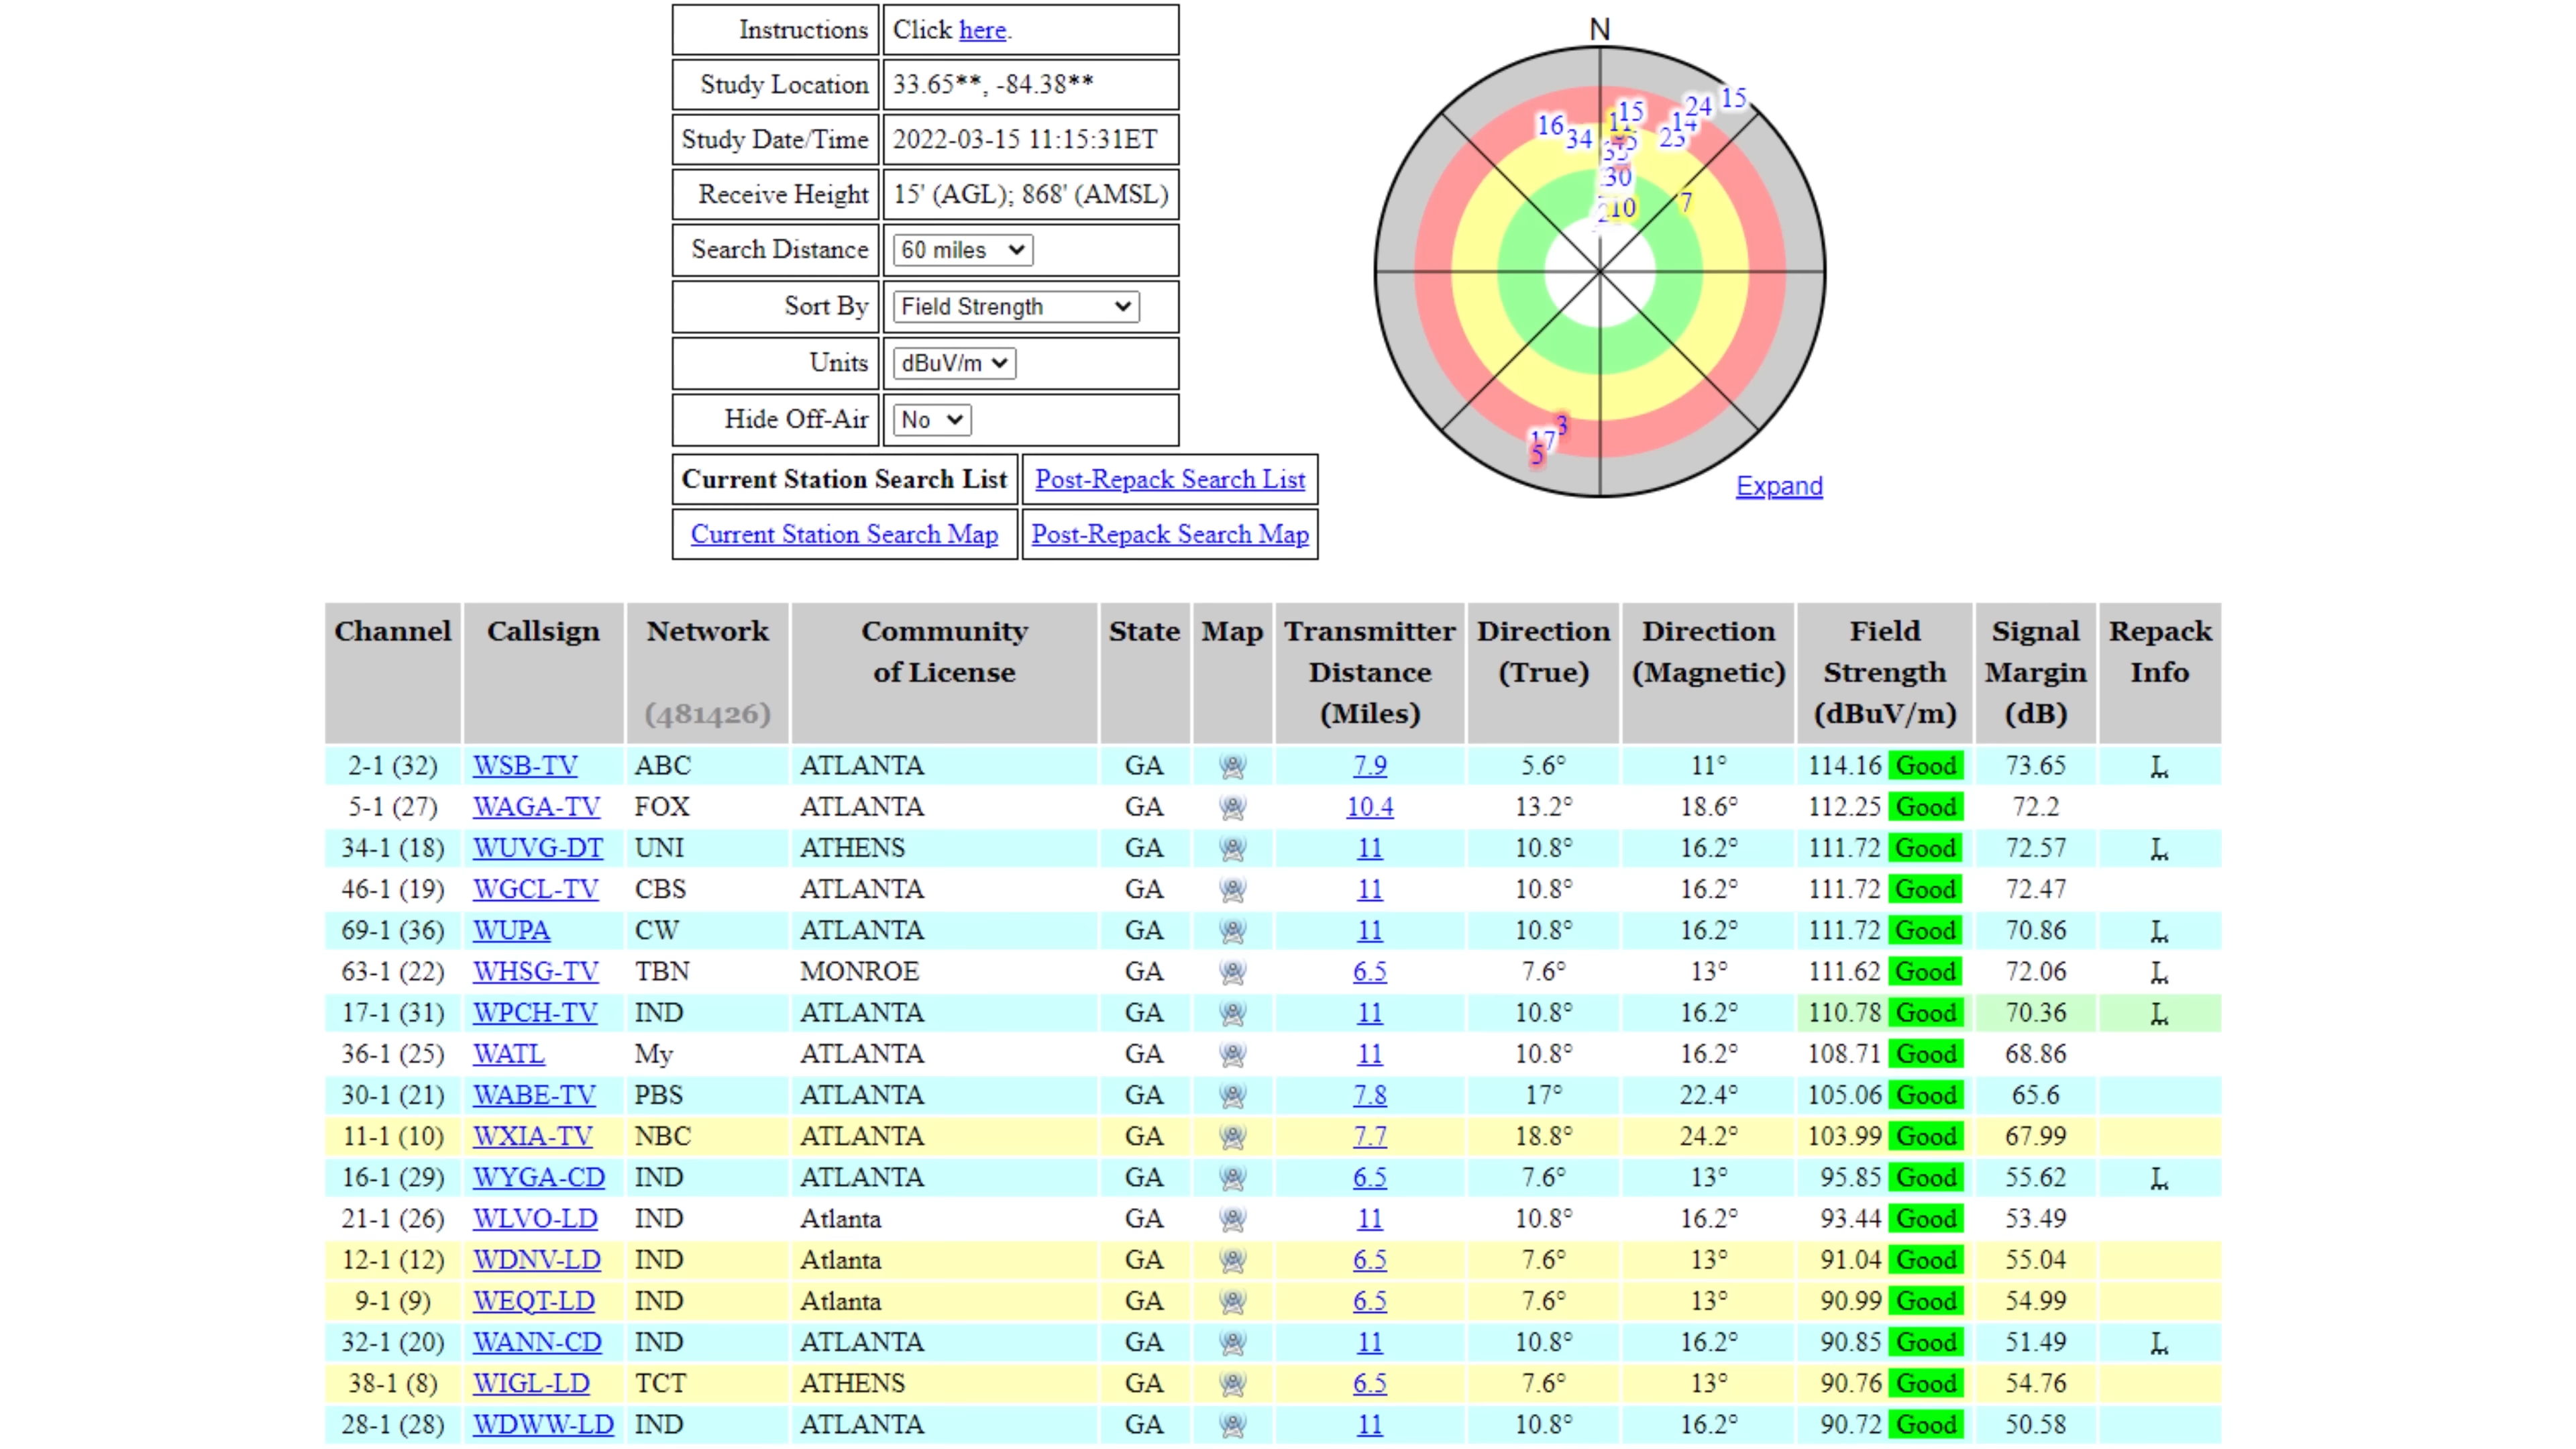 Instructions Click here.
Study Location 33.65**, -84.38**
Study Date/Time 2022-03-15 11:15:31ET
Receive Height 15' (AGL); 868' (AMSL)
Search Distance 60 miles
Sort By Field Strength
Units dBuV/m
Hide Off-Air No
Current Station Search List Post-Repack Search List
Current Station Search Map Post-Repack Search Map
N
15
24
15
14
16
34
23
30
7
10
3
17
5
Expand
Channel Callsign Network Community State Map Transmitter Direction Direction Field Signal Repack
of License Distance (True) (Magnetic) Strength Margin Info
(481426) (Miles) (dBuV/m) (dB)
2-1 (32) WSB-TV ABC ATLANTA GA 7.9 5.6° 11° 114.16 Good 73.65 L
5-1 (27) WAGA-TV FOX ATLANTA GA 10.4 13.2° 18.6° 112.25 Good 72.2
34-1 (18) WUVG-DT UNI ATHENS GA 11 10.8° 16.2° 111.72 Good 72.57 L
46-1 (19) WGCL-TV CBS ATLANTA GA 11 10.8° 16.2° 111.72 Good 72.47
69-1 (36) WUPA CW ATLANTA GA 11 10.8° 16.2° 111.72 Good 70.86 L
63-1 (22) WHSG-TV TBN MONROE GA 6.5 7.6° 13° 111.62 Good 72.06 L
17-1 (31) WPCH-TV IND ATLANTA GA 11 10.8° 16.2° 110.78 Good 70.36 L
36-1 (25) WATL My ATLANTA GA 11 10.8° 16.2° 108.71 Good 68.86
30-1 (21) WABE-TV PBS ATLANTA GA 7.8 17° 22.4° 105.06 Good 65.6
11-1 (10) WXIA-TV NBC ATLANTA GA 7.7 18.8° 24.2° 103.99 Good 67.99
16-1 (29) WYGA-CD IND ATLANTA GA 6.5 7.6° 13° 95.85 Good 55.62 L
21-1 (26) WLVO-LD IND Atlanta GA 11 10.8° 16.2° 93.44 Good 53.49
12-1 (12) WDNV-LD IND Atlanta GA 6.5 7.6° 13° 91.04 Good 55.04
9-1 (9) WEQT-LD IND Atlanta GA 6.5 7.6° 13° 90.99 Good 54.99
32-1 (20) WANN-CD IND ATLANTA GA 11 10.8° 16.2° 90.85 Good 51.49 L
38-1 (8) WIGL-LD TCT ATHENS GA 6.5 7.6° 13° 90.76 Good 54.76
28-1 (28) WDWW-LD IND ATLANTA GA 11 10.8° 16.2° 90.72 Good 50.58